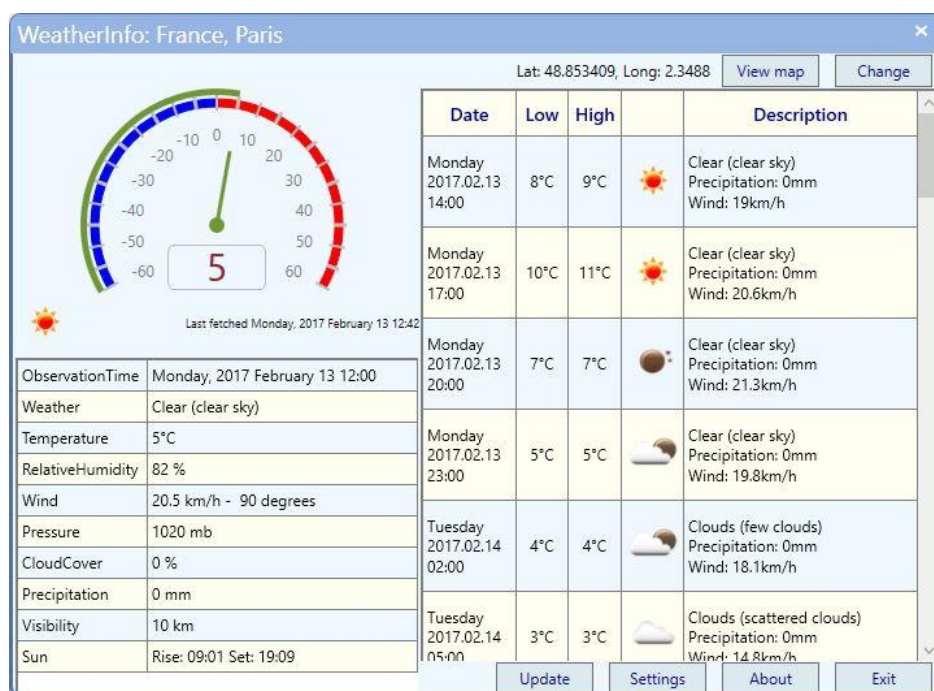 WeatherInfo: France, Paris
Lat: 48.853409, Long: 2.3488 View map Change
-60 -50 -40 -30 -20 -10 0 10 20 30 40 50 60
5
Last fetched Monday, 2017 February 13 12:42
ObservationTime Monday, 2017 February 13 12:00
Weather Clear (clear sky)
Temperature 5°C
RelativeHumidity 82 %
Wind 20.5 km/h - 90 degrees
Pressure 1020 mb
CloudCover 0 %
Precipitation 0 mm
Visibility 10 km
Sun Rise: 09:01 Set: 19:09
Date Low High Description
Monday
2017.02.13
14:00
8°C 9°C
Clear (clear sky)
Precipitation: 0mm
Wind: 19km/h
Monday
2017.02.13
17:00
10°C 11°C
Clear (clear sky)
Precipitation: 0mm
Wind: 20.6km/h
Monday
2017.02.13
20:00
7°C 7°C
Clear (clear sky)
Precipitation: 0mm
Wind: 21.3km/h
Monday
2017.02.13
23:00
5°C 5°C
Clear (clear sky)
Precipitation: 0mm
Wind: 19.8km/h
Tuesday
2017.02.14
02:00
4°C 4°C
Clouds (few clouds)
Precipitation: 0mm
Wind: 18.1km/h
Tuesday
2017.02.14
05:00
3°C 3°C
Clouds (scattered clouds)
Precipitation: 0mm
Wind: 14.8km/h
Update Settings About Exit